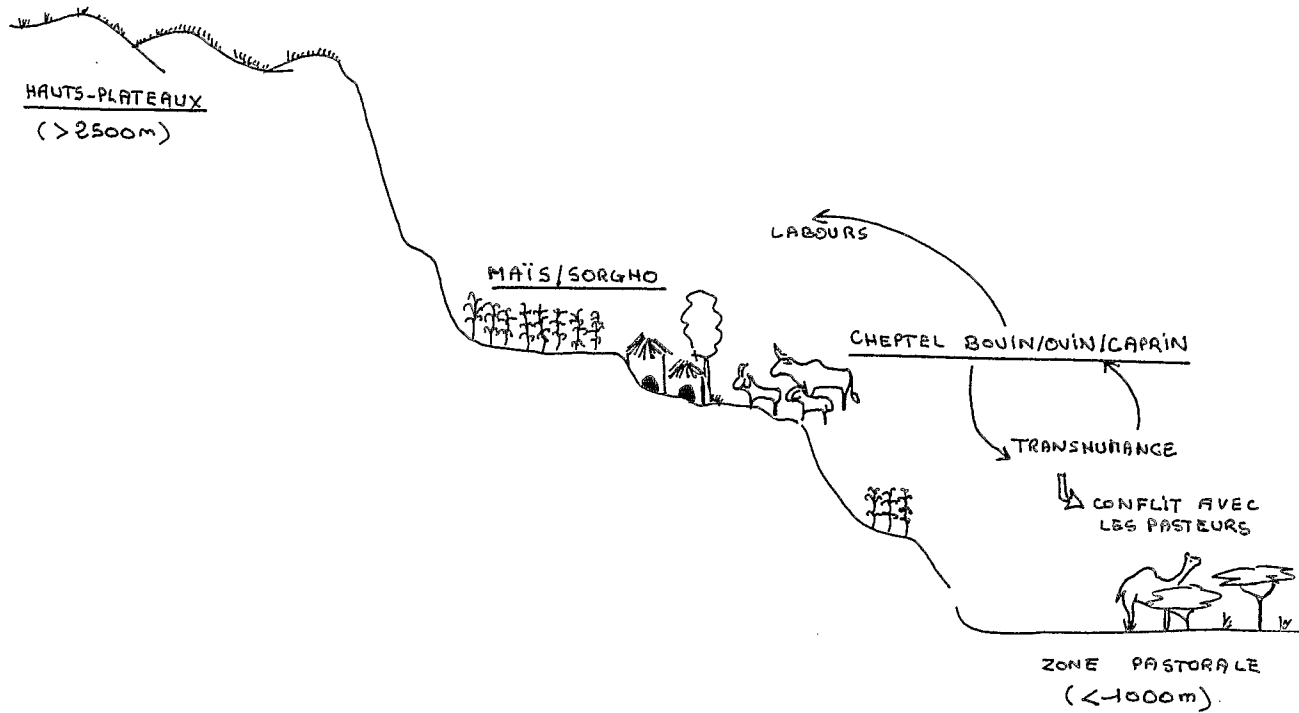 HAUTS-PLATEAUX
(>2500m)
LABOURS
MAÏS/SORGHO
CHEPTEL BOVIN/OVIN/CAPRIN
TRANSHUMANCE
CONFLIT AVEC
LES PASTEURS
ZONE PASTORALE
(<1000m)